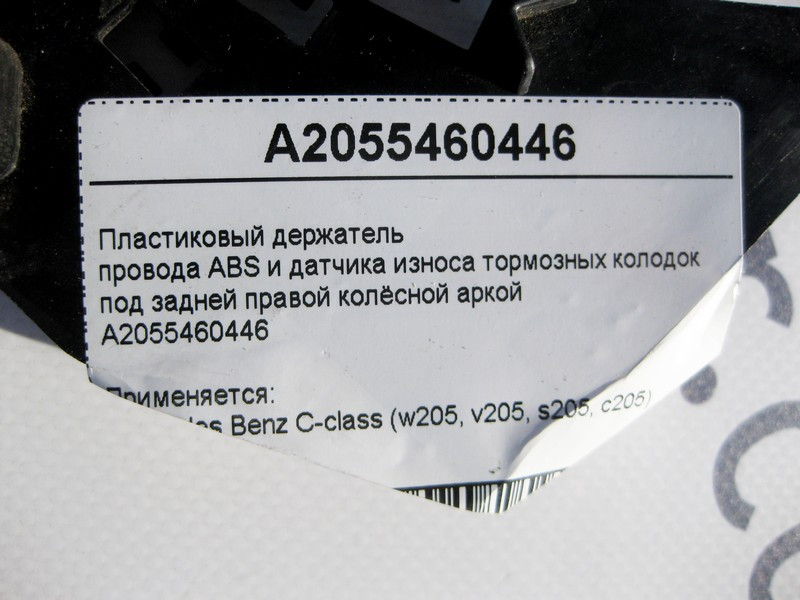 A2055460446
Пластиковый держатель
провода ABS и датчика износа тормозных колодок
под задней правой колёсной аркой
A2055460446
Применяется:
Benz C-class (w205, v205, s205, c205)